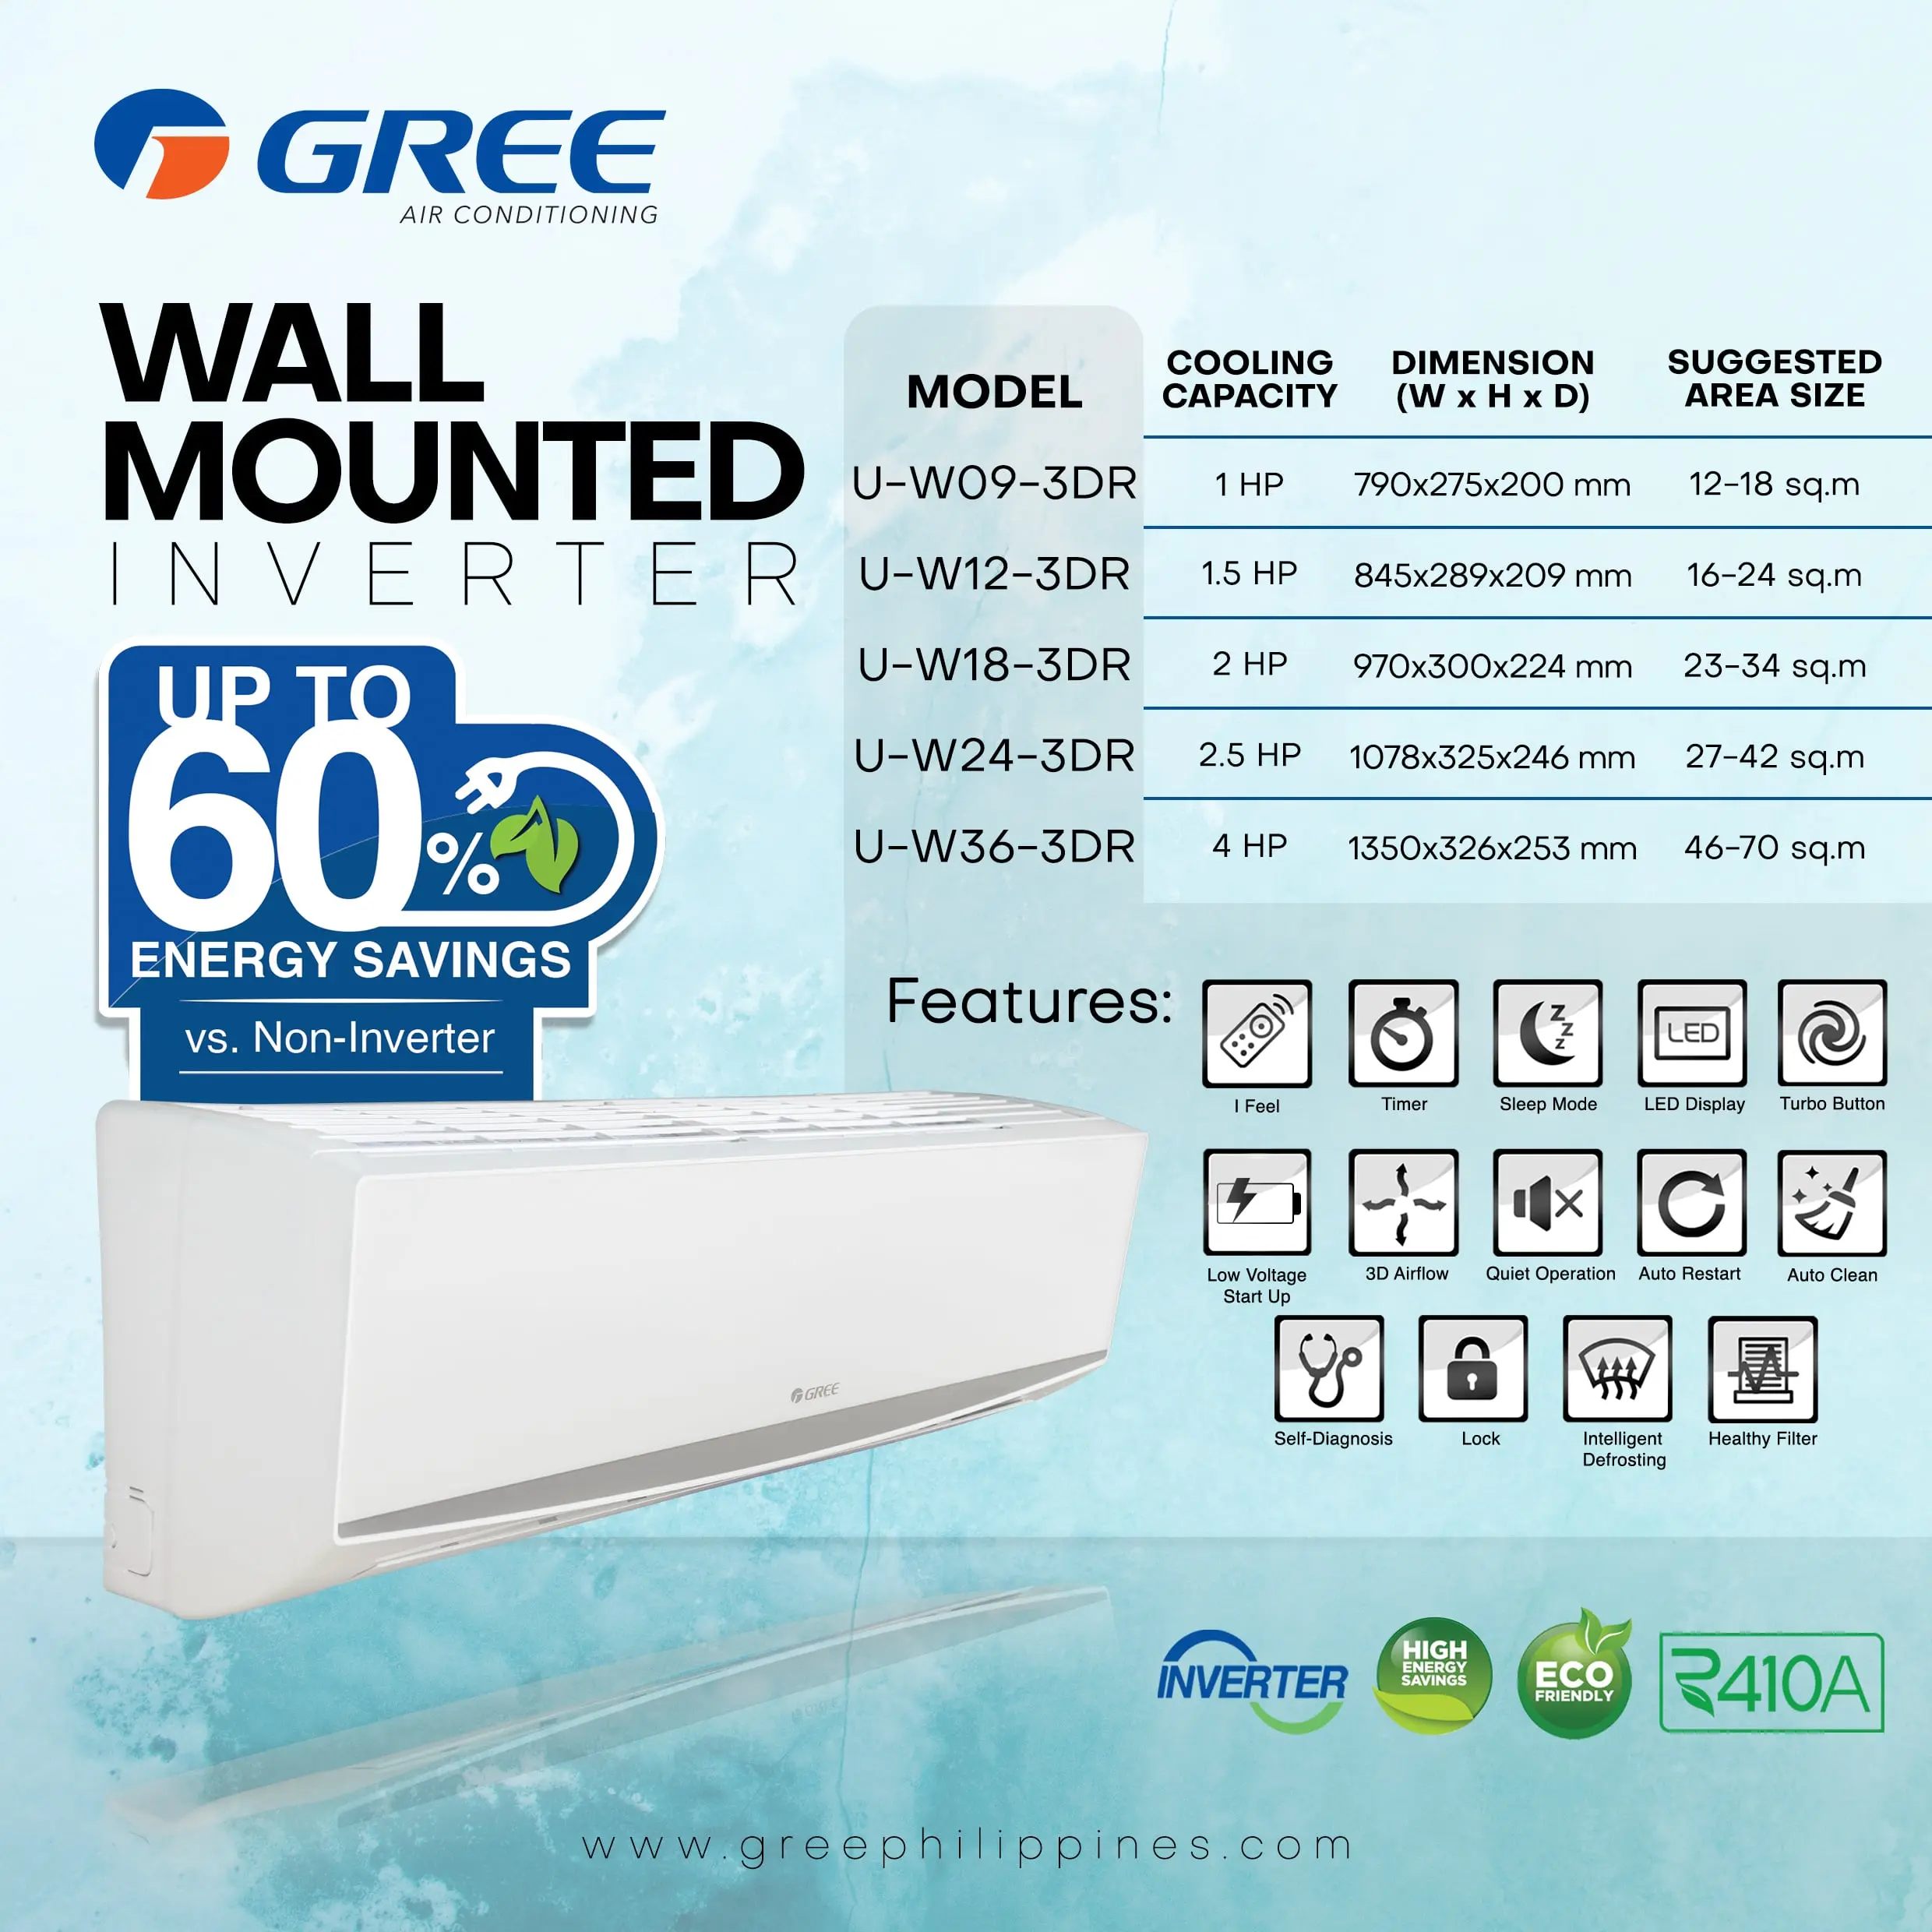 GREE
AIR CONDITIONING
WALL
MOUNTED
INVERTER
UP TO
60%
ENERGY SAVINGS
vs. Non-Inverter
MODEL COOLING CAPACITY DIMENSION (W x H x D) SUGGESTED AREA SIZE
U-W09-3DR 1 HP 790x275x200 mm 12-18 sq.m
U-W12-3DR 1.5 HP 845x289x209 mm 16-24 sq.m
U-W18-3DR 2 HP 970x300x224 mm 23-34 sq.m
U-W24-3DR 2.5 HP 1078x325x246 mm 27-42 sq.m
U-W36-3DR 4 HP 1350x326x253 mm 46-70 sq.m
Features:
z z z
LED
I Feel Timer Sleep Mode LED Display Turbo Button
Low Voltage Start Up 3D Airflow Quiet Operation Auto Restart Auto Clean
Self-Diagnosis Lock Intelligent Defrosting Healthy Filter
GREE
INVERTER
HIGH
ENERGY
SAVINGS
ECO
FRIENDLY
R410A
www.greephilippines.com